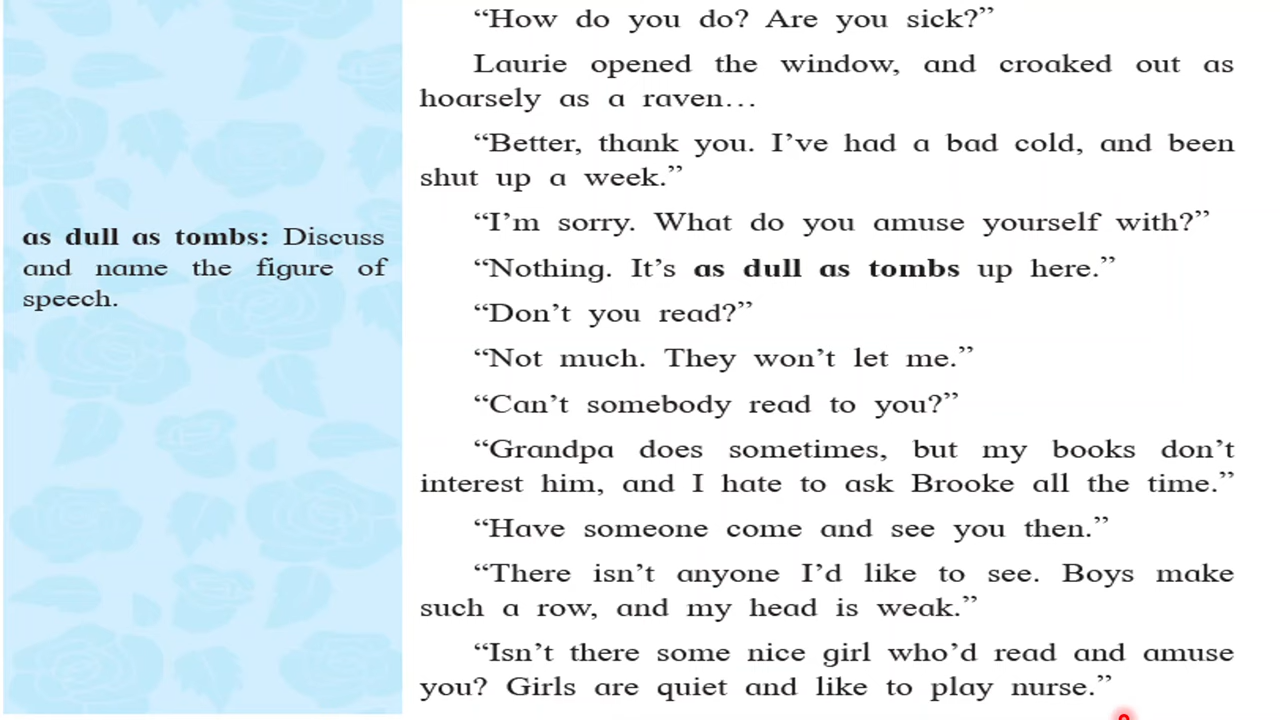 as dull as tombs: Discuss
and name the figure of
speech.
“How do you do? Are you sick?”
Laurie opened the window, and croaked out as
hoarsely as a raven…
“Better, thank you. I’ve had a bad cold, and been
shut up a week.”
“I’m sorry. What do you amuse yourself with?”
“Nothing. It’s as dull as tombs up here.”
“Don’t you read?”
“Not much. They won’t let me.”
“Can’t somebody read to you?”
“Grandpa does sometimes, but my books don’t
interest him, and I hate to ask Brooke all the time.”
“Have someone come and see you then.”
“There isn’t anyone I’d like to see. Boys make
such a row, and my head is weak.”
“Isn’t there some nice girl who’d read and amuse
you? Girls are quiet and like to play nurse.”